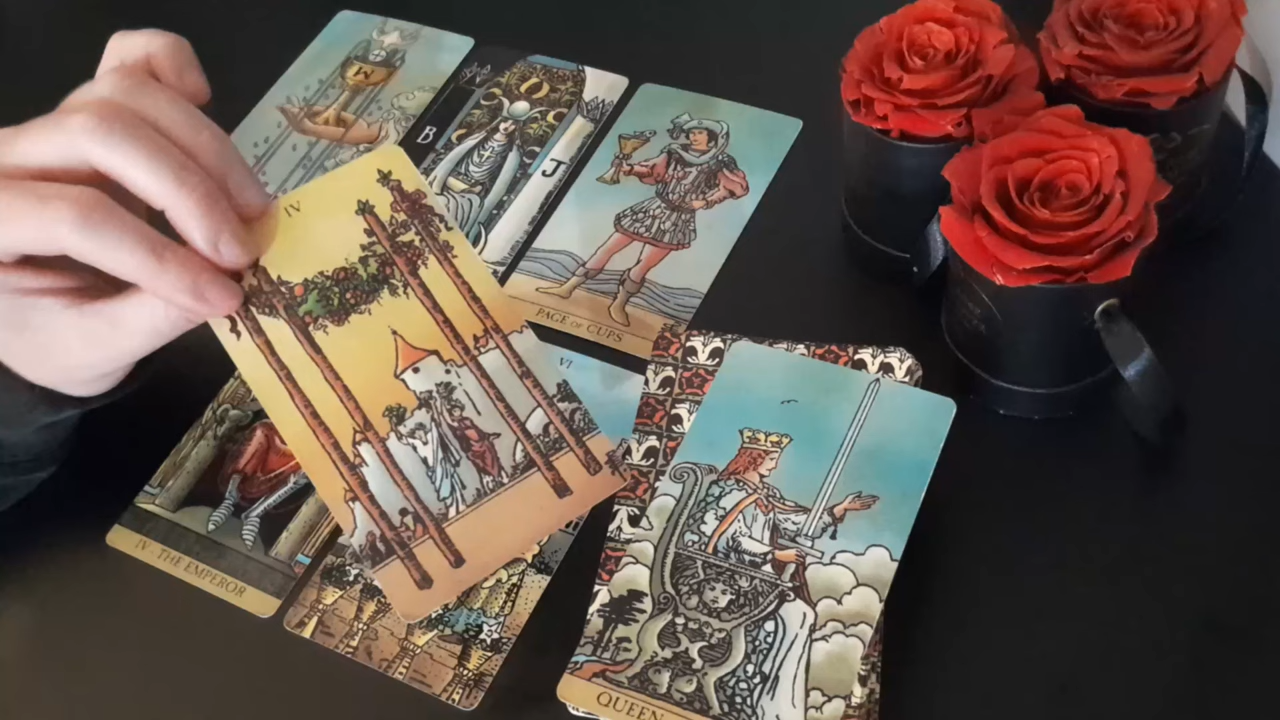 B
J
PAGE OF CUPS
IV
VI
IV - THE EMPEROR
QUEEN